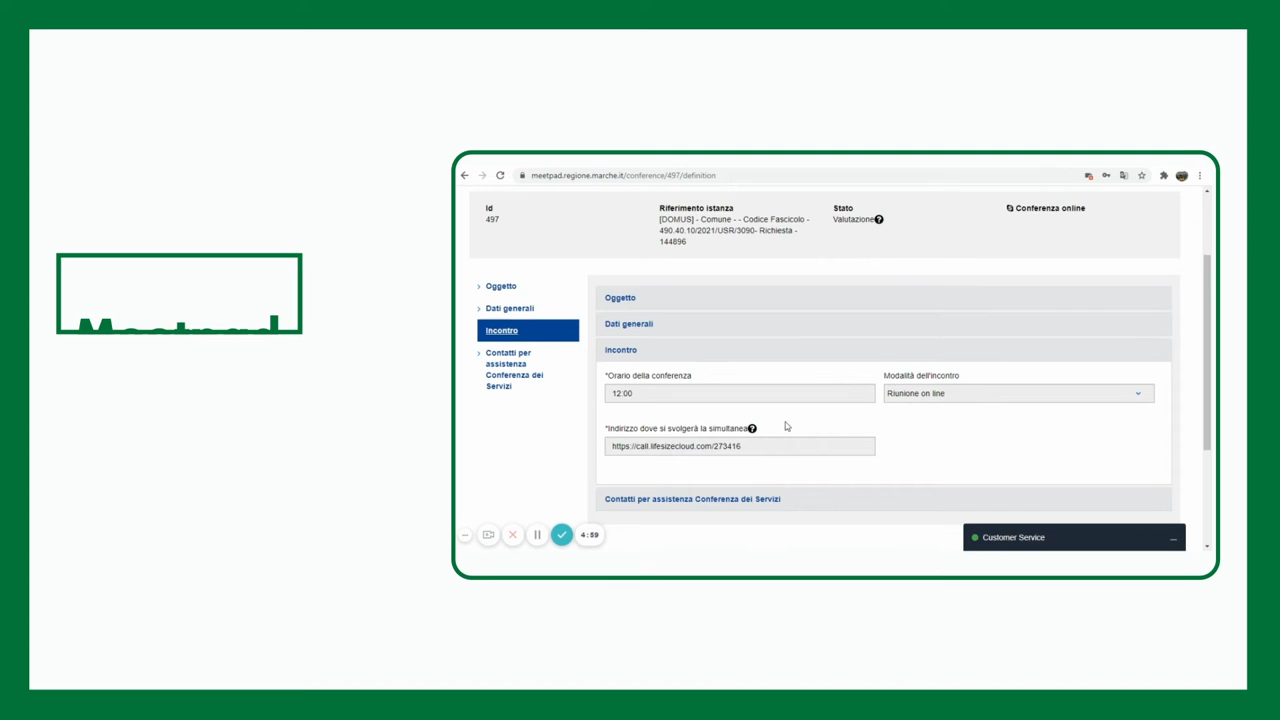 meetpad.regione.marche.it/conference/497/definition
Id
497
Riferimento istanza
[DOMUS] - Comune - - Codice Fascicolo -
490.40.10/2021/USR/3090- Richiesta -
144896
Stato
Valutazione
Conferenza online
Oggetto
Dati generali
Incontro
Contatti per
assistenza
Conferenza dei
Servizi
Oggetto
Dati generali
Incontro
*Orario della conferenza
12:00
Modalità dell'incontro
Riunione on line
*Indirizzo dove si svolgerà la simultanea
https://call.lifesizecloud.com/273416
Contatti per assistenza Conferenza dei Servizi
4:59
Customer Service